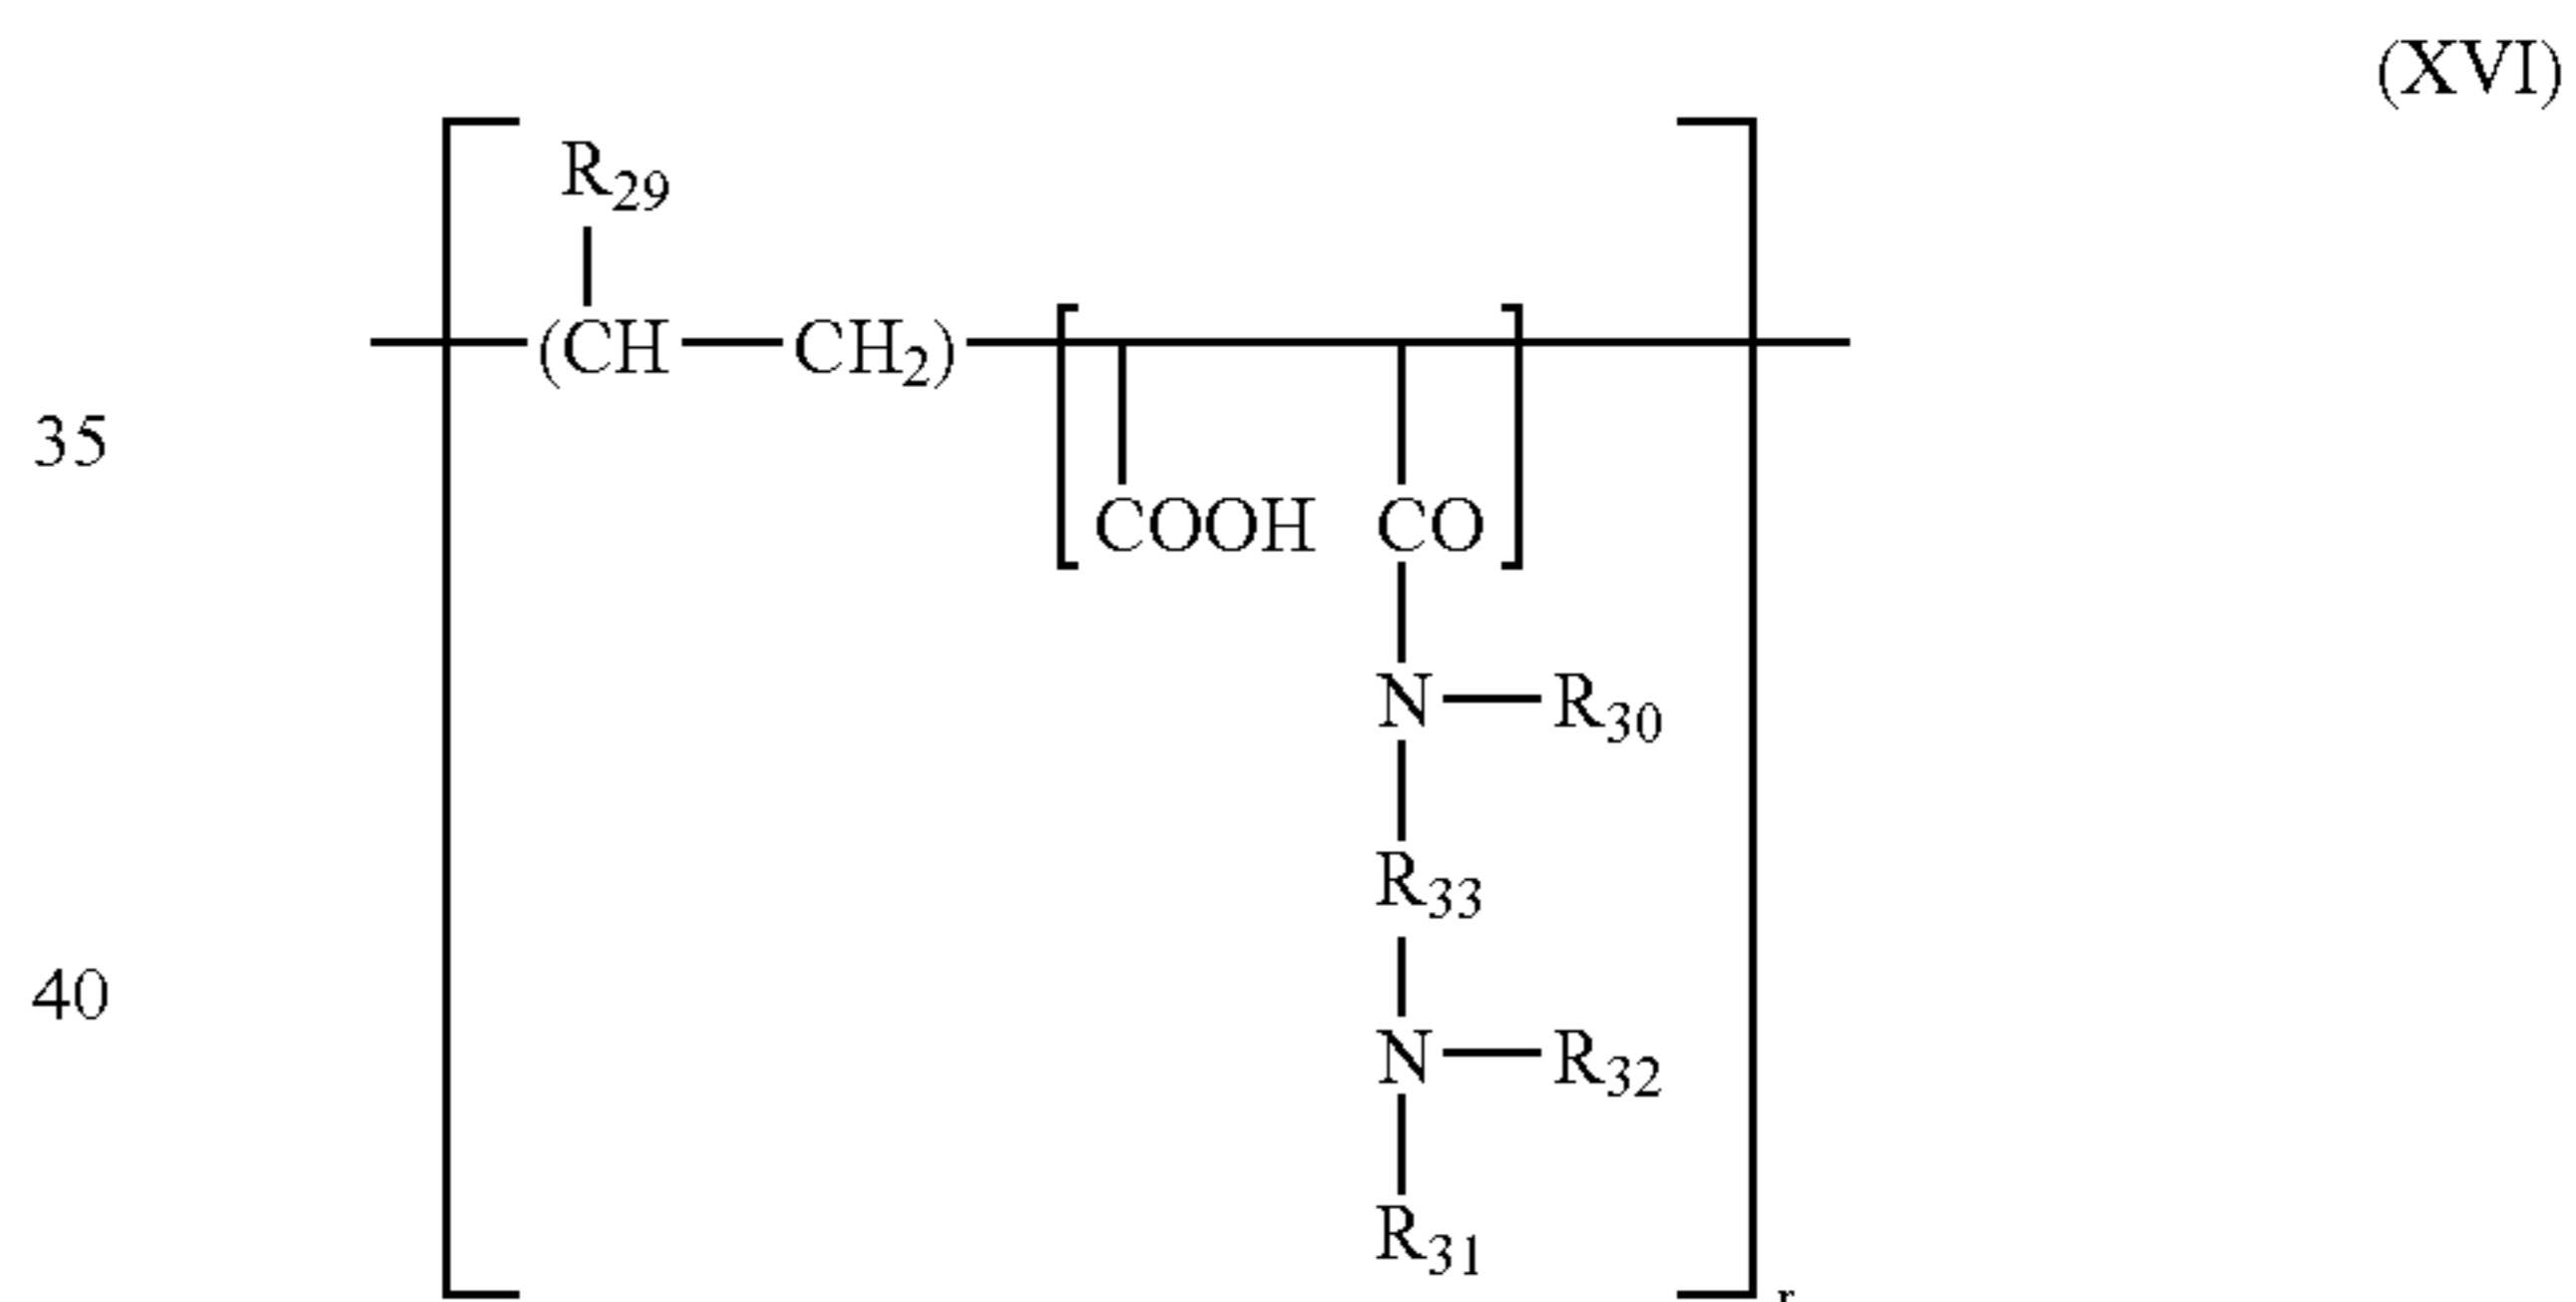 (XVI)
R29
(CH — CH2)
35
COOH CO
N — R30
R33
40
N — R32
R31
r